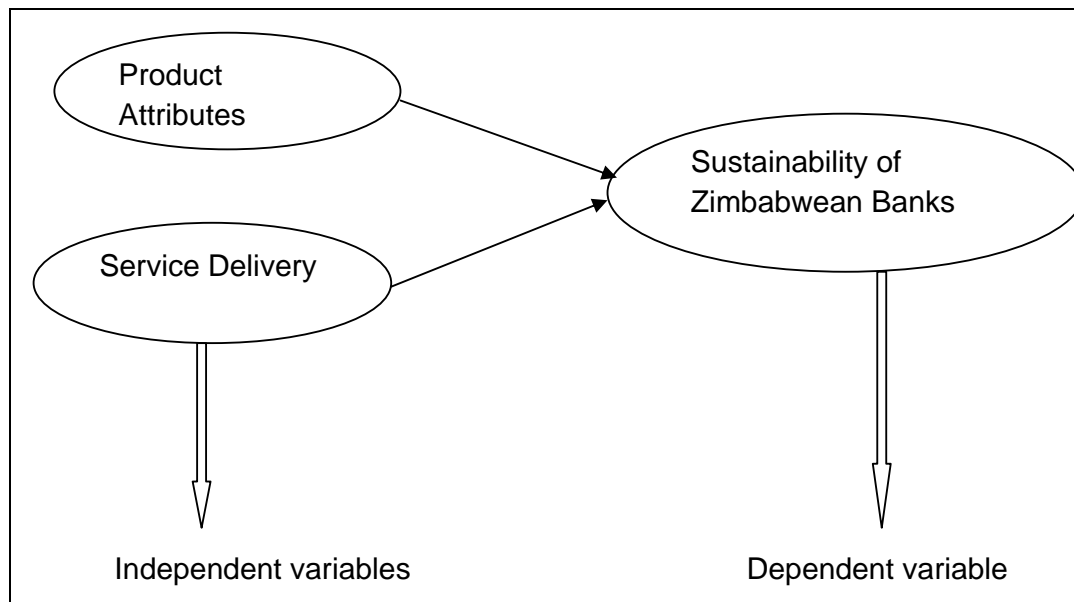 Product
Attributes
Sustainability of
Zimbabwean Banks
Service Delivery
Independent variables
Dependent variable